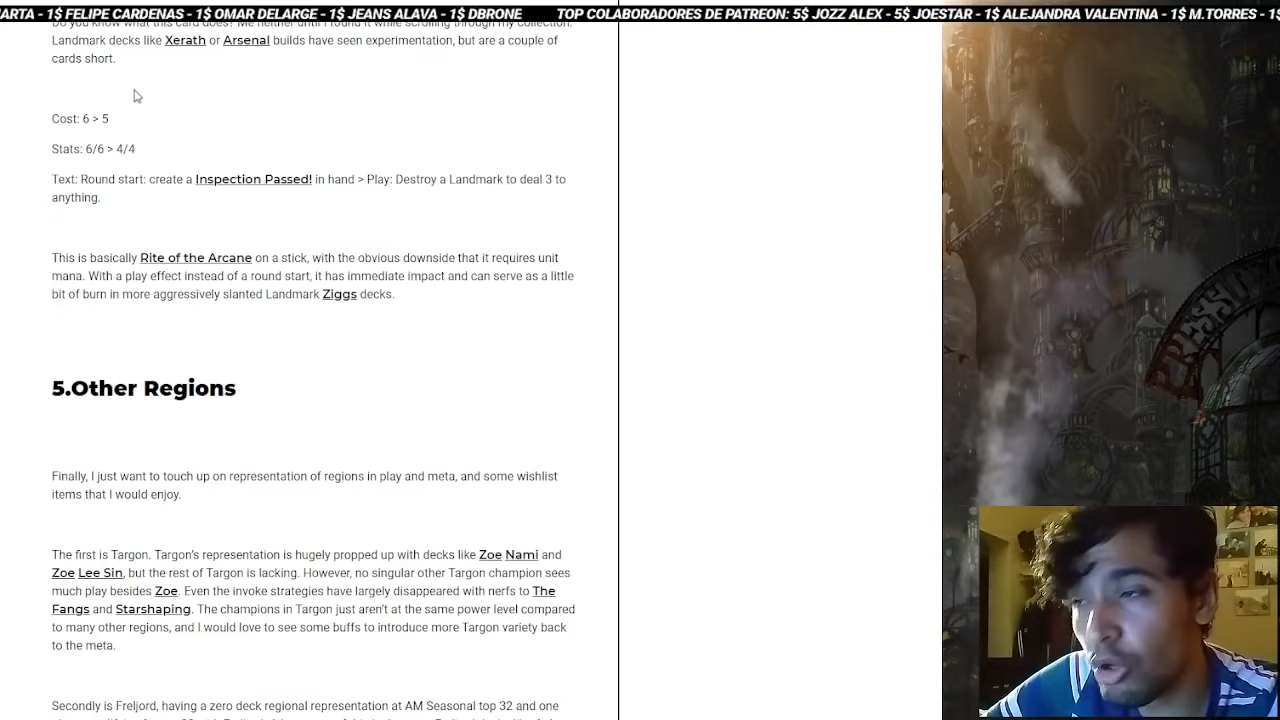 ARTA - 1$ FELIPE CARDENAS - 1$ OMAR DELARGE - 1$ JEANS ALAVA - 1$ DBRONE TOP COLABORADORES DE PATREON: 5$ JOZZ ALEX - 5$ JOESTAR - 1$ ALEJANDRA VALENTINA - 1$ M.TORRES - 1$
Do you know what this card does? Me neither until I found it while scrolling through my collection.
Landmark decks like Xerath or Arsenal builds have seen experimentation, but are a couple of
cards short.
Cost: 6 > 5
Stats: 6/6 > 4/4
Text: Round start: create a Inspection Passed! in hand > Play: Destroy a Landmark to deal 3 to
anything.
This is basically Rite of the Arcane on a stick, with the obvious downside that it requires unit
mana. With a play effect instead of a round start, it has immediate impact and can serve as a little
bit of burn in more aggressively slanted Landmark Ziggs decks.
5.Other Regions
Finally, I just want to touch up on representation of regions in play and meta, and some wishlist
items that I would enjoy.
The first is Targon. Targon's representation is hugely propped up with decks like Zoe Nami and
Zoe Lee Sin, but the rest of Targon is lacking. However, no singular other Targon champion sees
much play besides Zoe. Even the invoke strategies have largely disappeared with nerfs to The
Fangs and Starshaping. The champions in Targon just aren't at the same power level compared
to many other regions, and I would love to see some buffs to introduce more Targon variety back
to the meta.
Secondly is Freljord, having a zero deck regional representation at AM Seasonal top 32 and one